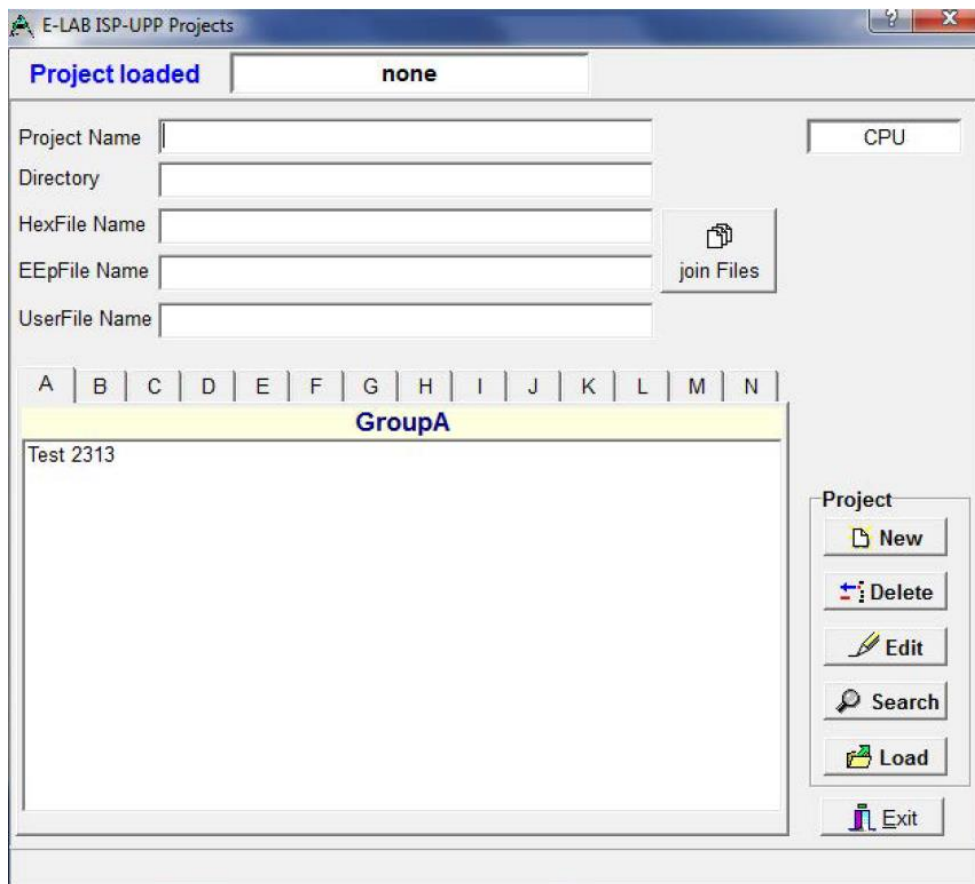 E-LAB ISP-UPP Projects
Project loaded none
Project Name CPU
Directory
HexFile Name
EEpFile Name join Files
UserFile Name
A B C D E F G H I J K L M N
GroupA
Test 2313
Project
New
Delete
Edit
Search
Load
Exit